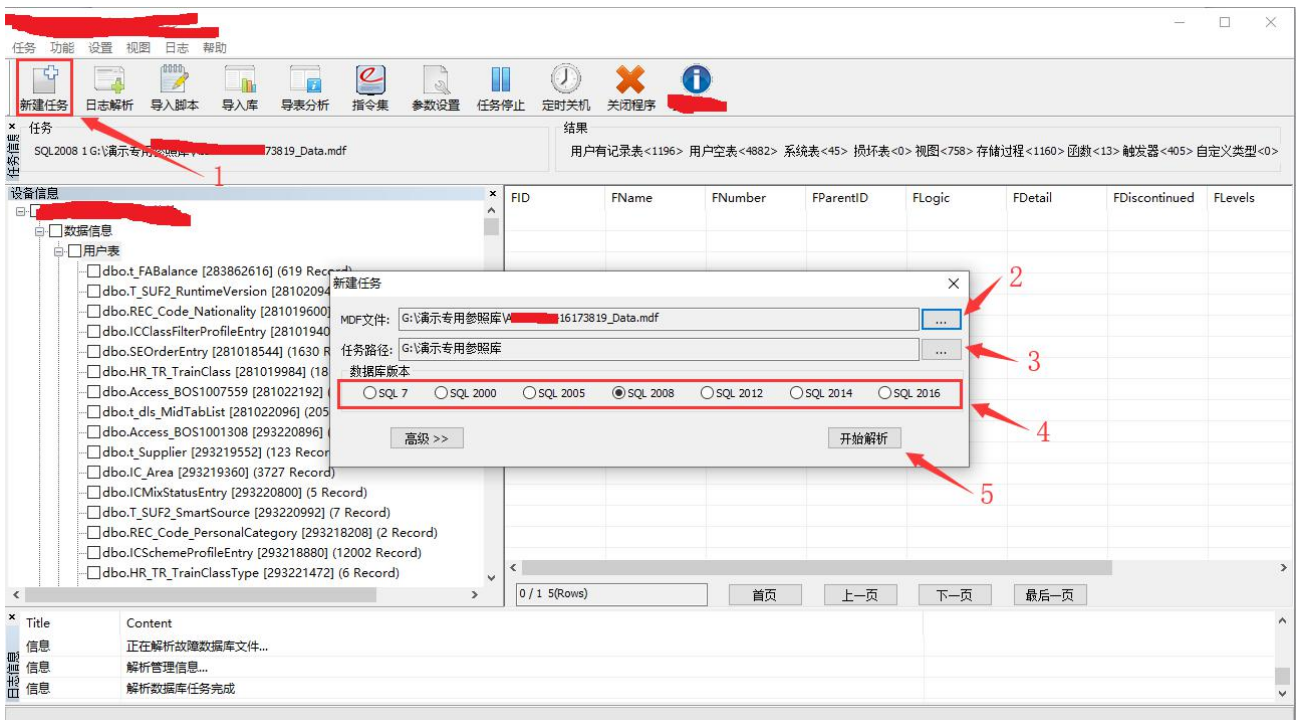 任务 功能 设置 视图 日志 帮助
新建任务 日志解析 导入脚本 导入库 导表分析 指令集 参数设置 任务停止 定时关机 关闭程序
任务信息
任务
SQL2008 1 G:\演示专用参照库\ 73819_Data.mdf
结果
用户有记录表<1196> 用户空表<4882> 系统表<45> 损坏表<0> 视图<758> 存储过程<1160> 函数<13> 触发器<405> 自定义类型<0>
1
设备信息
数据信息
用户表
dbo.t_FABalance [283862616] (619 Record)
dbo.T_SUF2_RuntimeVersion [28102094
dbo.REC_Code_Nationality [281019600]
dbo.ICClassFilterProfileEntry [28101940
dbo.SEOrderEntry [281018544] (1630 R
dbo.HR_TR_TrainClass [281019984] (18
dbo.Access_BOS1007559 [281022192] (
dbo.t_dls_MidTabList [281022096] (205
dbo.Access_BOS1001308 [293220896] (
dbo.t_Supplier [293219552] (123 Recor
dbo.IC_Area [293219360] (3727 Record)
dbo.ICMixStatusEntry [293220800] (5 Record)
dbo.T_SUF2_SmartSource [293220992] (7 Record)
dbo.REC_Code_PersonalCategory [293218208] (2 Record)
dbo.ICSchemeProfileEntry [293218880] (12002 Record)
dbo.HR_TR_TrainClassType [293221472] (6 Record)
FID FName FNumber FParentID FLogic FDetail FDiscontinued FLevels
新建任务
MDF文件: G:\演示专用参照库\A 16173819_Data.mdf ...
2
任务路径: G:\演示专用参照库 ...
3
数据库版本
SQL 7 SQL 2000 SQL 2005 SQL 2008 SQL 2012 SQL 2014 SQL 2016
4
高级 >> 开始解析
5
0 / 1 5(Rows) 首页 上一页 下一页 最后一页
日志信息
Title Content
信息 正在解析故障数据库文件...
信息 解析管理信息...
信息 解析数据库任务完成